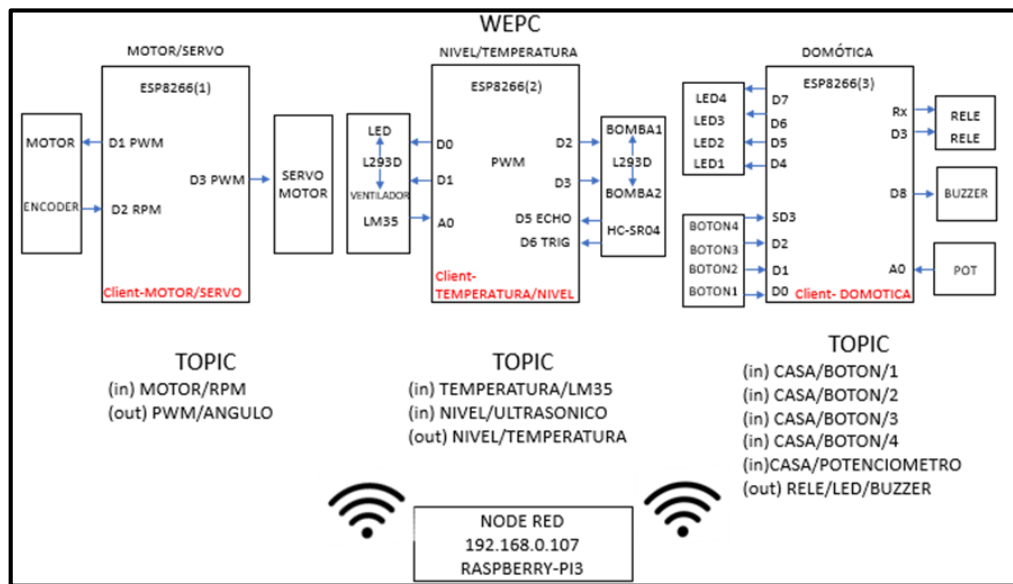 WEPC
MOTOR/SERVO
ESP8266(1)
MOTOR
D1 PWM
ENCODER
D2 RPM
D3 PWM
SERVO
MOTOR
Client-MOTOR/SERVO
TOPIC
(in) MOTOR/RPM
(out) PWM/ANGULO
NIVEL/TEMPERATURA
ESP8266(2)
LED
L293D
VENTILADOR
LM35
D0
D1
A0
PWM
D2
D3
D5 ECHO
D6 TRIG
BOMBA1
L293D
BOMBA2
HC-SR04
Client-
TEMPERATURA/NIVEL
TOPIC
(in) TEMPERATURA/LM35
(in) NIVEL/ULTRASONICO
(out) NIVEL/TEMPERATURA
DOMÓTICA
ESP8266(3)
LED4
LED3
LED2
LED1
D7
D6
D5
D4
BOTON4
BOTON3
BOTON2
BOTON1
SD3
D2
D1
D0
Rx
D3
D8
A0
RELE
RELE
BUZZER
POT
Client- DOMOTICA
TOPIC
(in) CASA/BOTON/1
(in) CASA/BOTON/2
(in) CASA/BOTON/3
(in) CASA/BOTON/4
(in)CASA/POTENCIOMETRO
(out) RELE/LED/BUZZER
NODE RED
192.168.0.107
RASPBERRY-PI3